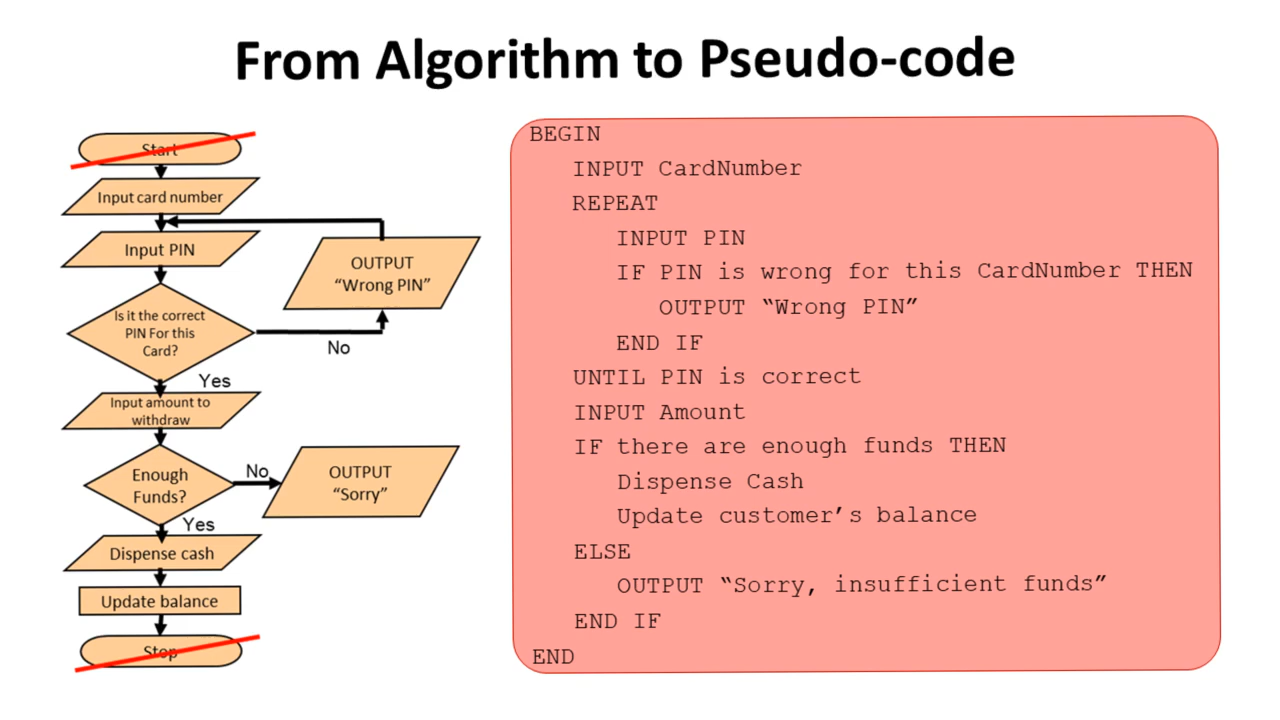 From Algorithm to Pseudo-code
Start
Input card number
Input PIN
OUTPUT
“Wrong PIN”
Is it the correct
PIN For this
Card?
No
Yes
Input amount to
withdraw
Enough
Funds?
No
OUTPUT
“Sorry”
Yes
Dispense cash
Update balance
Stop
BEGIN
INPUT CardNumber
REPEAT
INPUT PIN
IF PIN is wrong for this CardNumber THEN
OUTPUT “Wrong PIN”
END IF
UNTIL PIN is correct
INPUT Amount
IF there are enough funds THEN
Dispense Cash
Update customer’s balance
ELSE
OUTPUT “Sorry, insufficient funds”
END IF
END